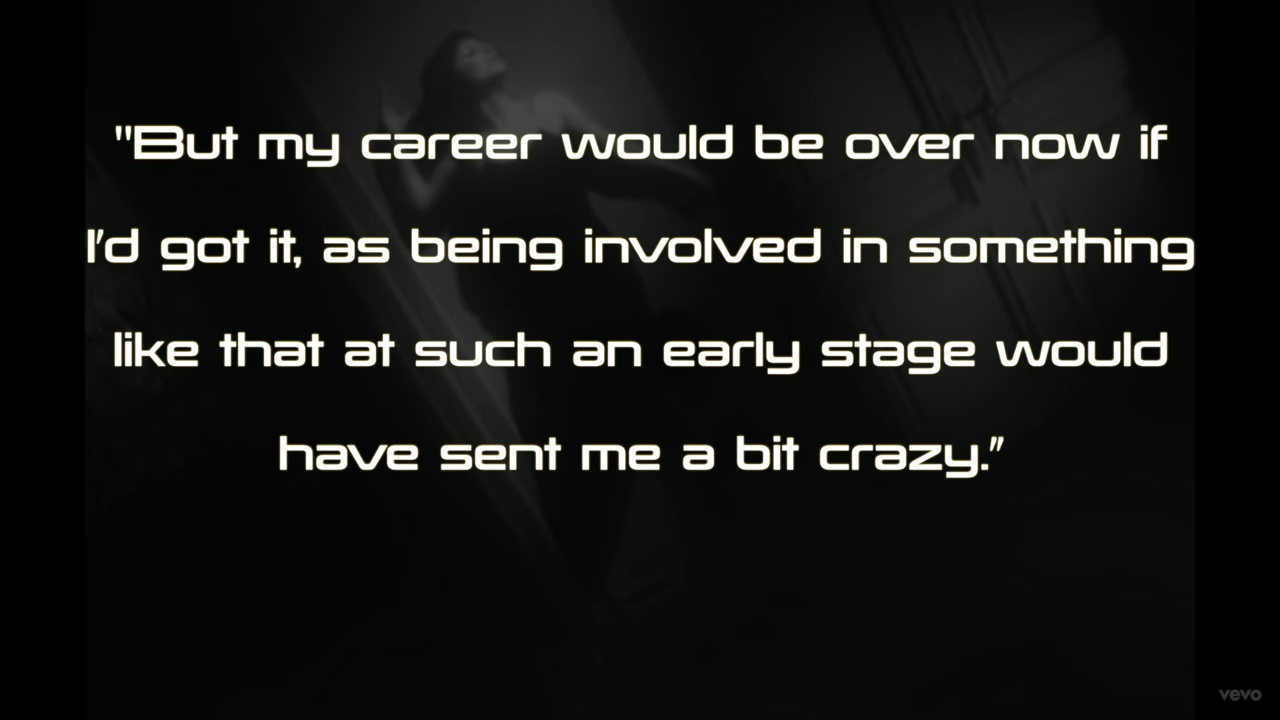 "But my career would be over now if
I'd got it, as being involved in something
like that at such an early stage would
have sent me a bit crazy."
vevo